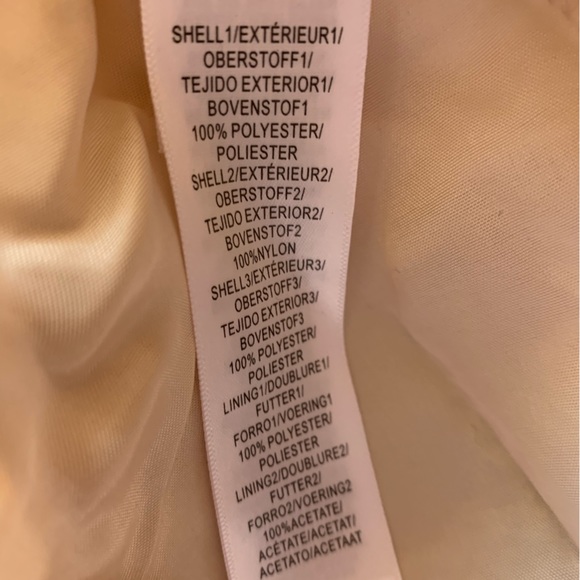 SHELL1/EXTÉRIEUR1/
OBERSTOFF1/
TEJIDO EXTERIOR1/
BOVENSTOF1
100% POLYESTER/
POLIESTER
SHELL2/EXTÉRIEUR2/
OBERSTOFF2/
TEJIDO EXTERIOR2/
BOVENSTOF2
100%NYLON
SHELL3/EXTÉRIEUR3/
OBERSTOFF3/
TEJIDO EXTERIOR3/
BOVENSTOF3
100% POLYESTER/
POLIESTER
LINING1/DOUBLURE1/
FUTTER1/
FORRO1/VOERING1
100% POLYESTER/
POLIESTER
LINING2/DOUBLURE2/
FUTTER2/
FORRO2/VOERING2
100%ACETATE/
ACÉTATE/ACETAT/
ACETATO/ACETAAT